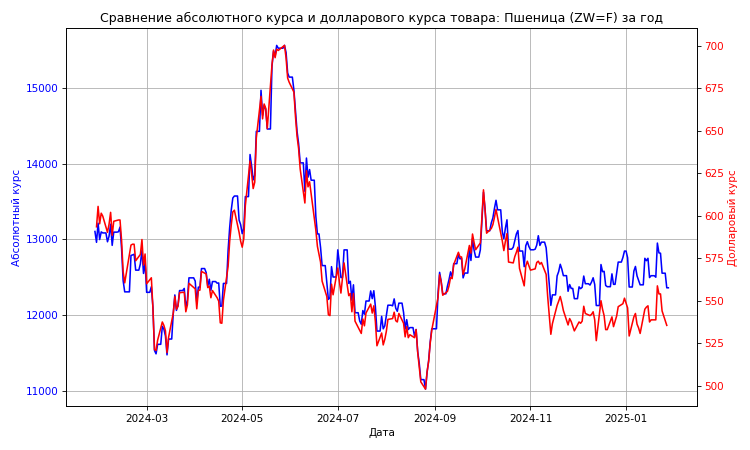 Сравнение абсолютного курса и долларового курса товара: Пшеница (ZW=F) за год
Абсолютный курс
15000
14000
13000
12000
11000
700
675
650
625
600
575
550
525
500
Долларовый курс
2024-03 2024-05 2024-07 2024-09 2024-11 2025-01
Дата